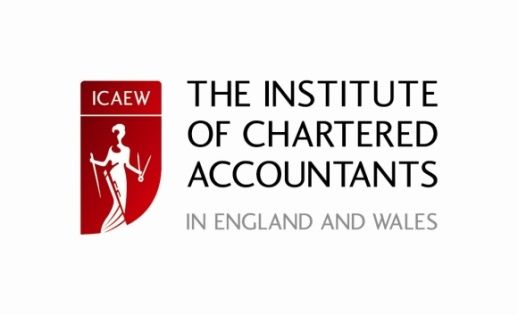 ICAEW
THE INSTITUTE
OF CHARTERED
ACCOUNTANTS
IN ENGLAND AND WALES